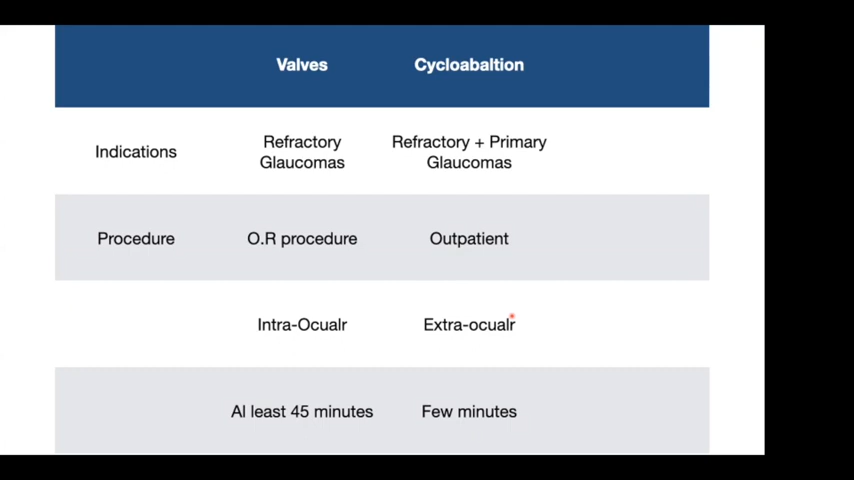 Valves Cycloabaltion
Indications Refractory Glaucomas Refractory + Primary Glaucomas
Procedure O.R procedure Outpatient
Intra-Ocualr Extra-ocualr
Al least 45 minutes Few minutes